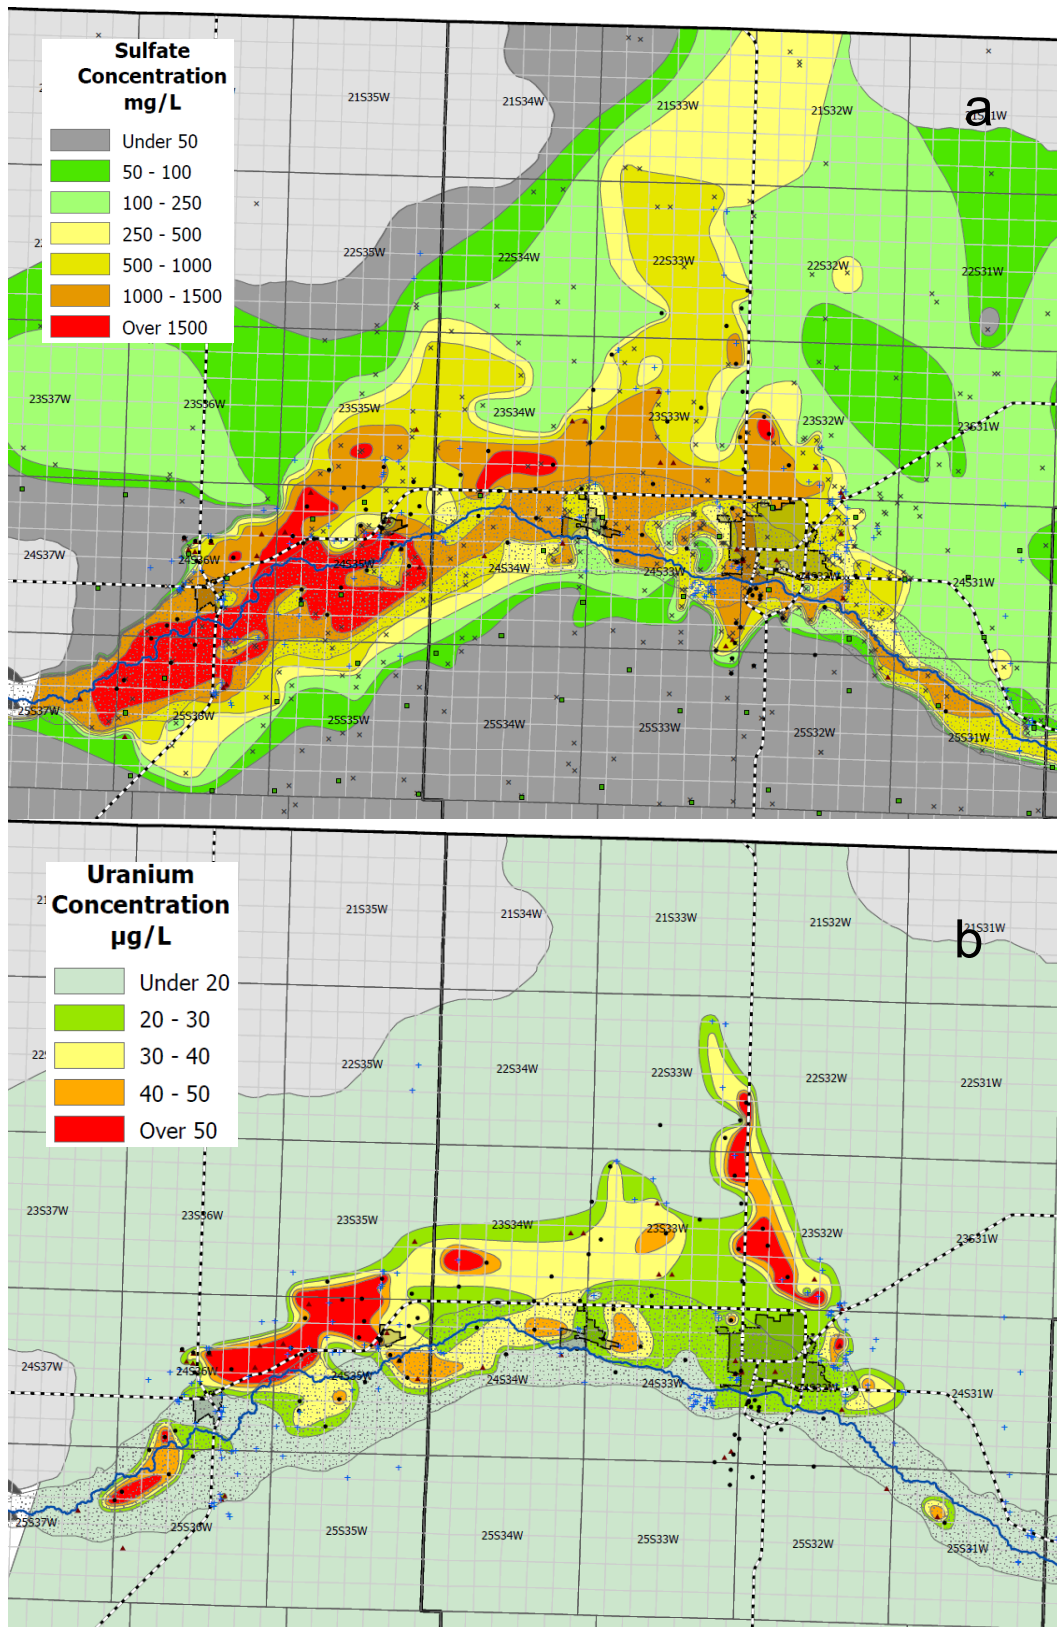 Sulfate
Concentration
mg/L
Under 50
50 - 100
100 - 250
250 - 500
500 - 1000
1000 - 1500
Over 1500
a
21S35W
21S34W
21S33W
21S32W
22S35W
22S34W
22S33W
22S32W
22S31W
23S37W
23S36W
23S35W
23S34W
23S33W
23S32W
23S31W
24S37W
24S36W
24S35W
24S34W
24S33W
24S32W
24S31W
25S37W
25S36W
25S35W
25S34W
25S33W
25S32W
25S31W
Uranium
Concentration
µg/L
Under 20
20 - 30
30 - 40
40 - 50
Over 50
b
21S35W
21S34W
21S33W
21S32W
21S31W
22S35W
22S34W
22S33W
22S32W
22S31W
23S37W
23S36W
23S35W
23S34W
23S33W
23S32W
23S31W
24S37W
24S36W
24S35W
24S34W
24S33W
24S32W
24S31W
25S37W
25S36W
25S35W
25S34W
25S33W
25S32W
25S31W